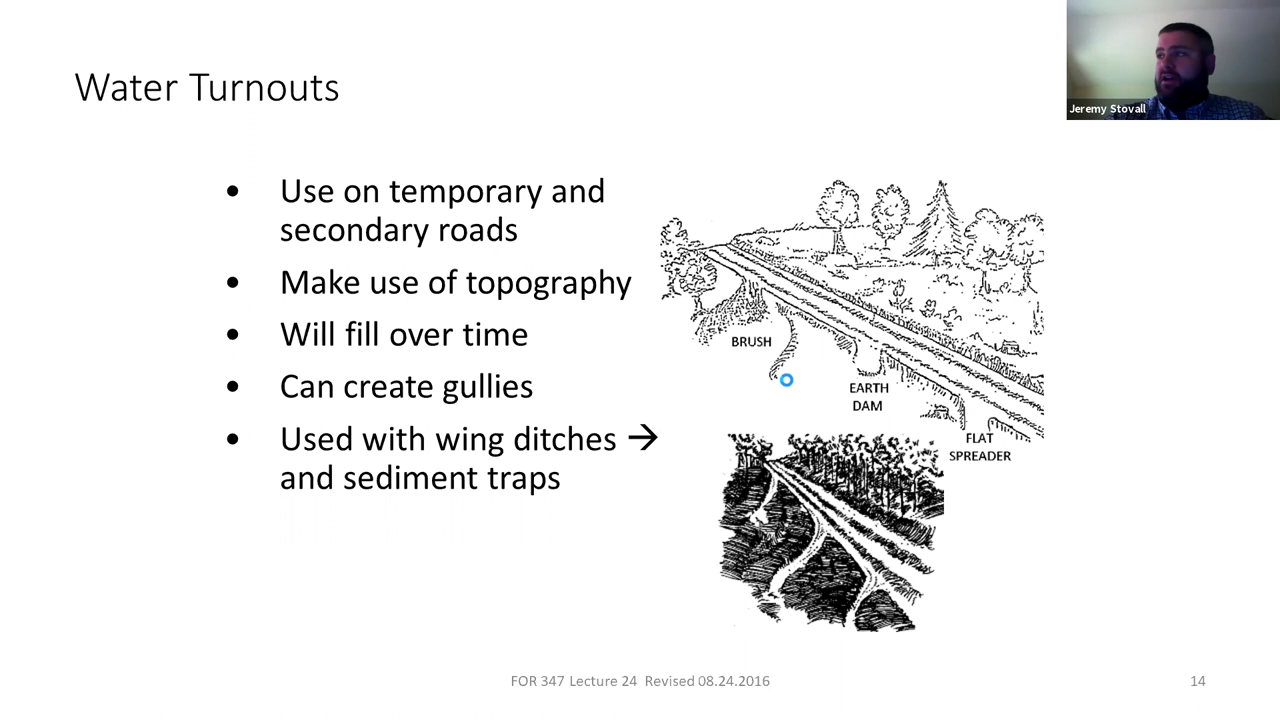 Jeremy Stovall
Water Turnouts
• Use on temporary and
secondary roads
• Make use of topography
• Will fill over time
• Can create gullies
• Used with wing ditches →
and sediment traps
BRUSH
EARTH
DAM
FLAT
SPREADER
FOR 347 Lecture 24 Revised 08.24.2016
14